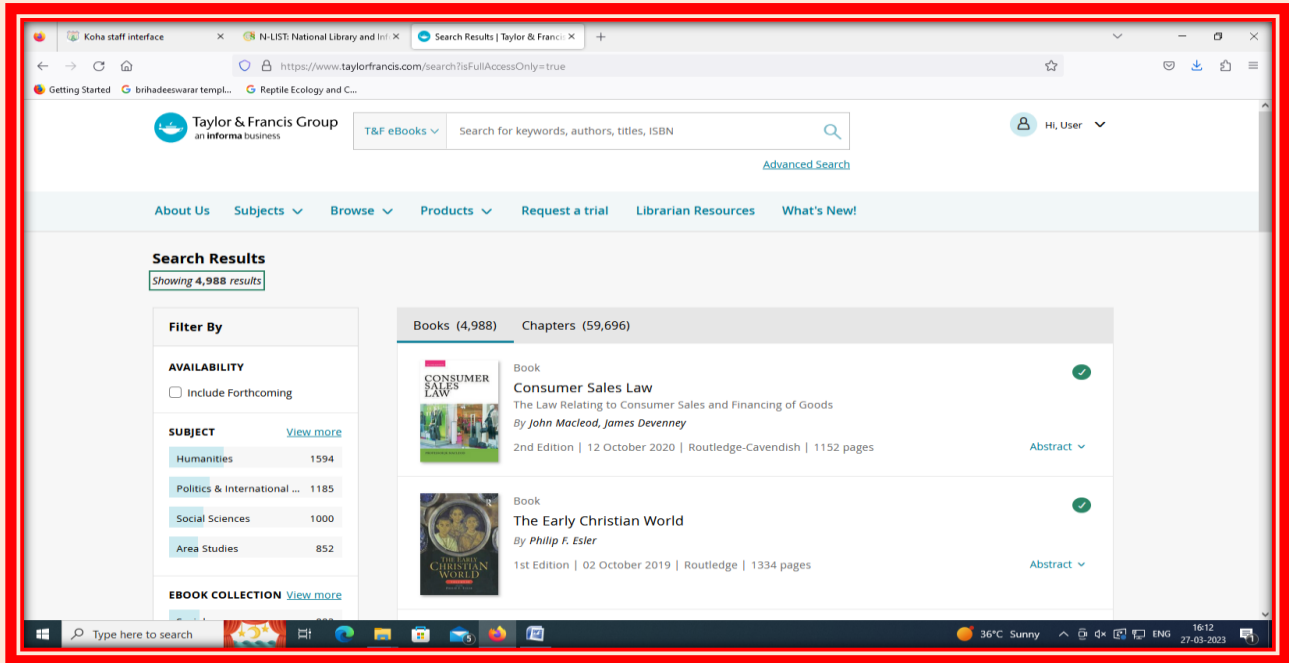 Koha staff interface
N-LIST: National Library and Inf
Search Results | Taylor & Francis
https://www.taylorfrancis.com/search?isFullAccessOnly=true
Getting Started
brihadeeswarar templ...
Reptile Ecology and C...
Taylor & Francis Group
an informa business
T&F eBooks
Search for keywords, authors, titles, ISBN
Hi, User
Advanced Search
About Us Subjects Browse Products Request a trial Librarian Resources What's New!
Search Results
Showing 4,988 results
Filter By
AVAILABILITY
Include Forthcoming
SUBJECT View more
Humanities 1594
Politics & International ... 1185
Social Sciences 1000
Area Studies 852
EBOOK COLLECTION View more
Books (4,988) Chapters (59,696)
CONSUMER
SALES
LAW
Book
Consumer Sales Law
The Law Relating to Consumer Sales and Financing of Goods
By John Macleod, James Devenney
2nd Edition | 12 October 2020 | Routledge-Cavendish | 1152 pages
Abstract
THE EARLY
CHRISTIAN
WORLD
Book
The Early Christian World
By Philip F. Esler
1st Edition | 02 October 2019 | Routledge | 1334 pages
Abstract
Type here to search
5
36°C Sunny
ENG
16:12
27-03-2023
1